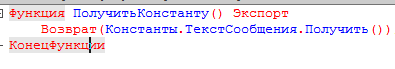 Функция ПолучитьКонстанту() Экспорт
Возврат(Константы.ТекстСообщения.Получить())
КонецФункции